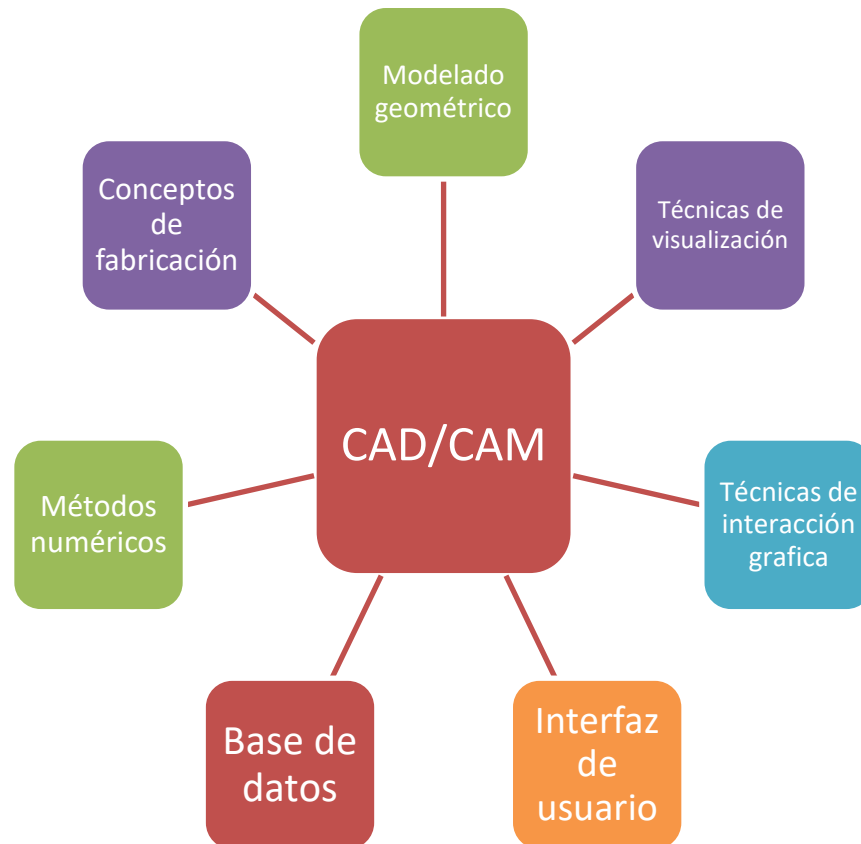 Modelado
geométrico
Conceptos
de
fabricación
Técnicas de
visualización
CAD/CAM
Métodos
numéricos
Técnicas de
interacción
grafica
Base de
datos
Interfaz
de
usuario